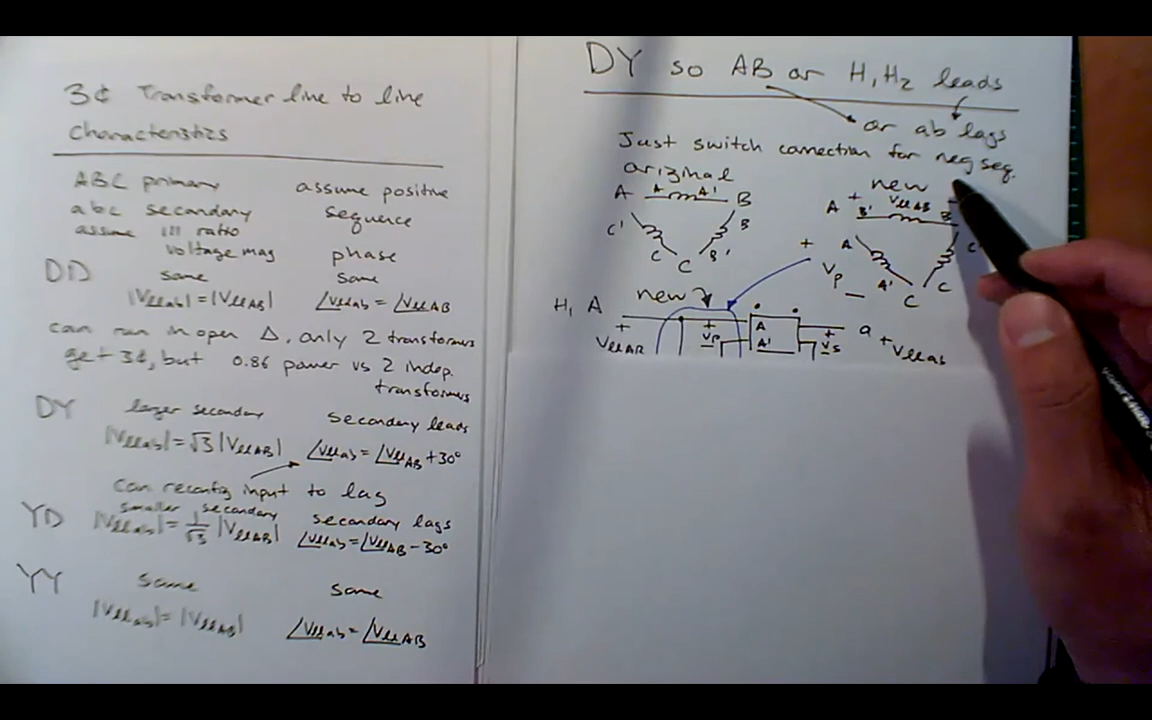 3¢ Transformer line to line
Characteristics
ABC primary assume positive
abc secondary sequence
assume 1:1 ratio
voltage mag phase
DD same same
|Vllab| = |VllAB| ∠Vllab = ∠VllAB
can run in open Δ, only 2 transformers
get 3¢, but 0.86 power vs 2 indep.
transformers
DY larger secondary secondary leads
|Vllab| = √3 |VllAB| ∠Vllab = ∠VllAB + 30°
can reconfig input to lag
YD smaller secondary secondary lags
|Vllab| = 1/√3 |VllAB| ∠Vllab = ∠VllAB - 30°
YY same same
|Vllab| = |VllAB| ∠Vllab = ∠VllAB
DY so AB or H1H2 leads
or ab lags
Just switch connection for neg seq.
original new
A A A' B
C' B
C C B'
A + B' VllAB B
A C'
A' C C
+ Vp _
H1 A new
+ VllAB
+ Vp _
A
A'
+ Vs _
a + Vllab